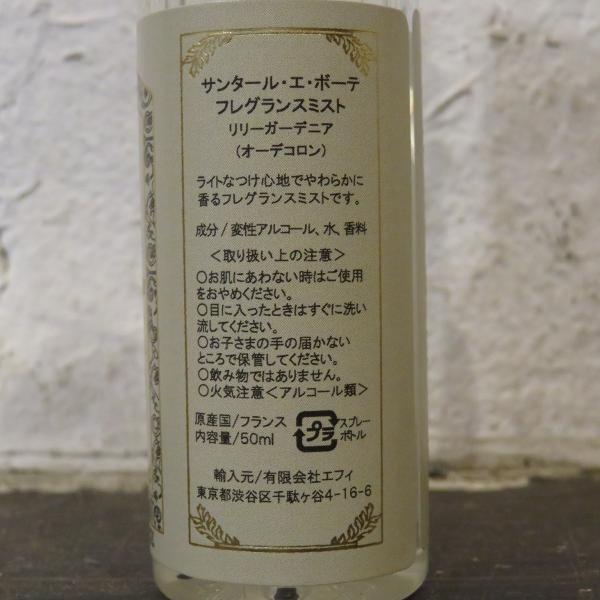 サンタール・エ・ボーテ
フレグランスミスト
リリーガーデニア
（オーデコロン）
ライトなつけ心地でやわらかに
香るフレグランスミストです。
成分/変性アルコール、水、香料
＜取り扱い上の注意＞
○お肌にあわない時はご使用
をおやめください。
○目に入ったときはすぐに洗い
流してください。
○お子さまの手の届かない
ところで保管してください。
○飲み物ではありません。
○火気注意＜アルコール類＞
原産国/フランス
内容量/50ml
プラ
スプレー
ボトル
輸入元/有限会社エフィ
東京都渋谷区千駄ヶ谷4-16-6